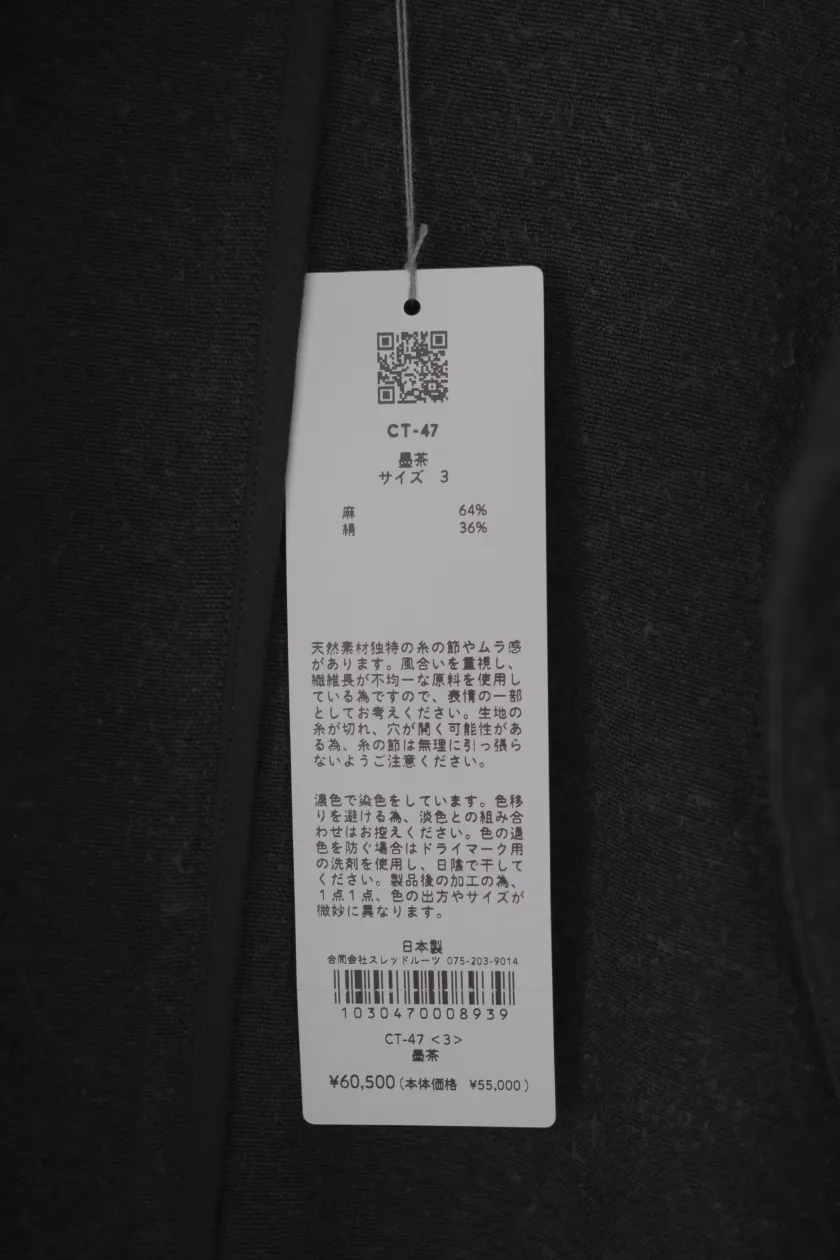 CT-47
墨茶
サイズ 3
麻 64%
絹 36%
天然素材独特の糸の節やムラ感
があります。風合いを重視し、
繊維長が不均一な原料を使用し
ている為ですので、表情の一部
としてお考えください。生地の
糸が切れ、穴が開く可能性があ
る為、糸の節は無理に引っ張ら
ないようご注意ください。
濃色で染色をしています。色移
りを避ける為、淡色との組み合
わせはお控えください。色の退
色を防ぐ場合はドライマーク用
の洗剤を使用し、日陰で干して
ください。製品後の加工の為、
1点1点、色の出方やサイズが
微妙に異なります。
日本製
合同会社スレッドルーツ 075-203-9014
1030470008939
CT-47 <3>
墨茶
¥60,500(本体価格 ¥55,000)